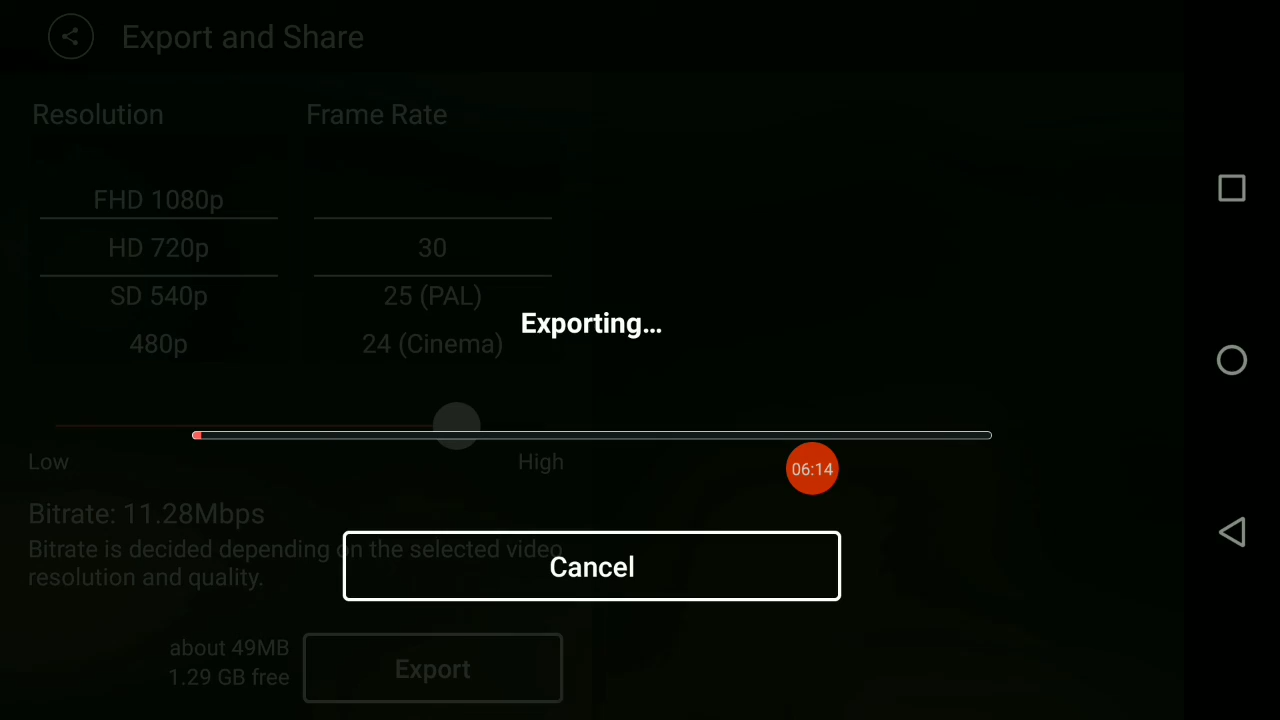 Export and Share
Resolution
Frame Rate
FHD 1080p
HD 720p
30
SD 540p
25 (PAL)
480p
24 (Cinema)
Exporting...
Low
High
06:14
Bitrate: 11.28Mbps
Bitrate is decided depending on the selected video
resolution and quality.
Cancel
about 49MB
1.29 GB free
Export